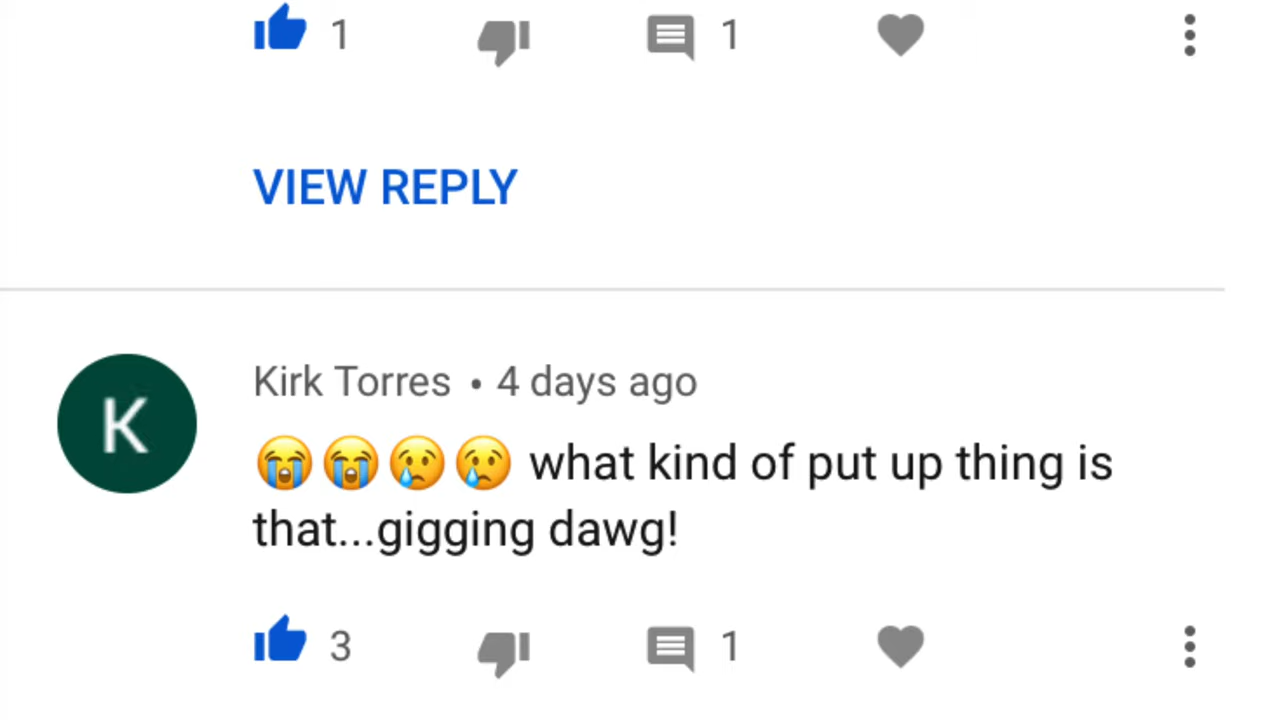 1 1
VIEW REPLY
K
Kirk Torres • 4 days ago
😭😭😢😢 what kind of put up thing is
that...gigging dawg!
3 1